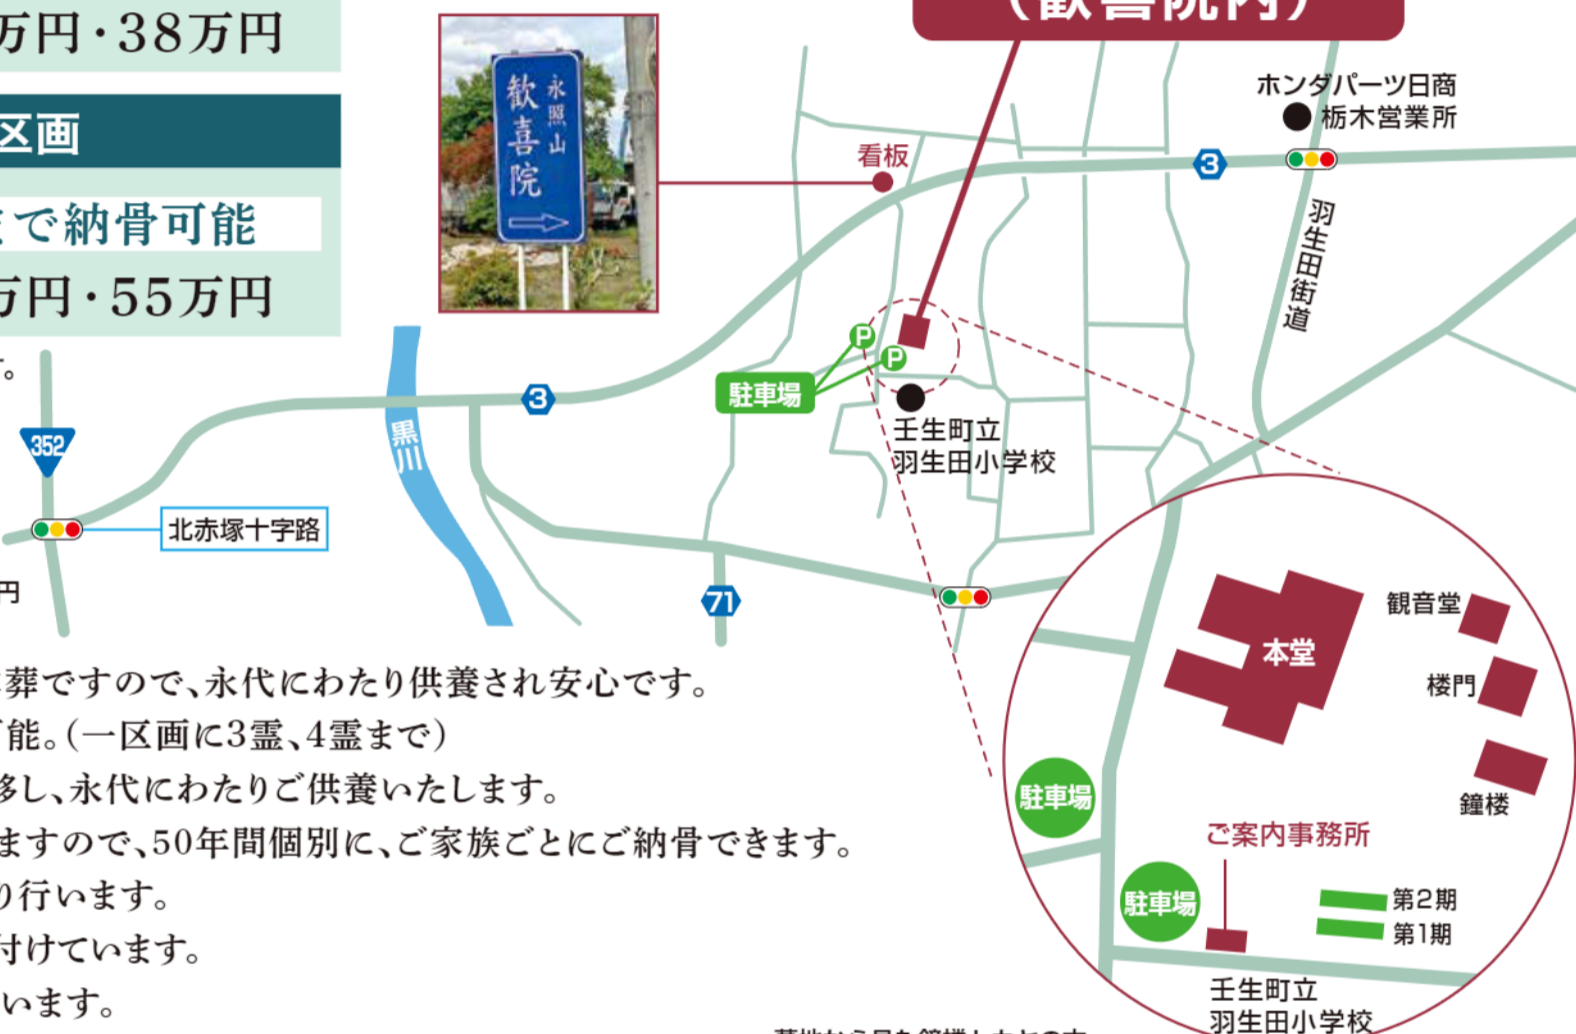 万円・38万円
区画
で納骨可能
万円・55万円
。
円
葬ですので、永代にわたり供養され安心です。
能。(一区画に3霊、4霊まで)
移し、永代にわたりご供養いたします。
ますので、50年間個別に、ご家族ごとにご納骨できます。
り行います。
付けています。
います。
(歓喜院内)
永照山
歓喜院
看板
ホンダパーツ日商
栃木営業所
3
羽生田街道
3
352
黒川
北赤塚十字路
P
P
駐車場
壬生町立
羽生田小学校
71
本堂
観音堂
楼門
鐘楼
駐車場
ご案内事務所
駐車場
第2期
第1期
壬生町立
羽生田小学校